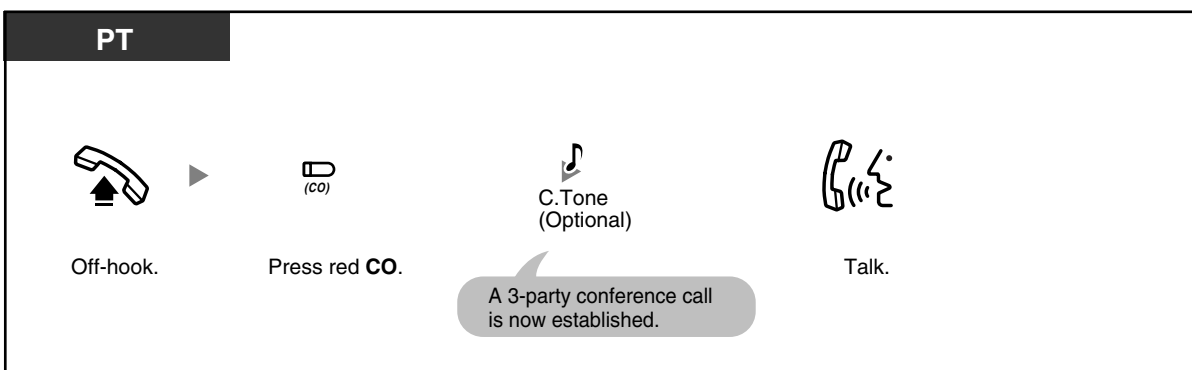 PT
(CO)
C.Tone
(Optional)
Off-hook.
Press red CO.
Talk.
A 3-party conference call
is now established.